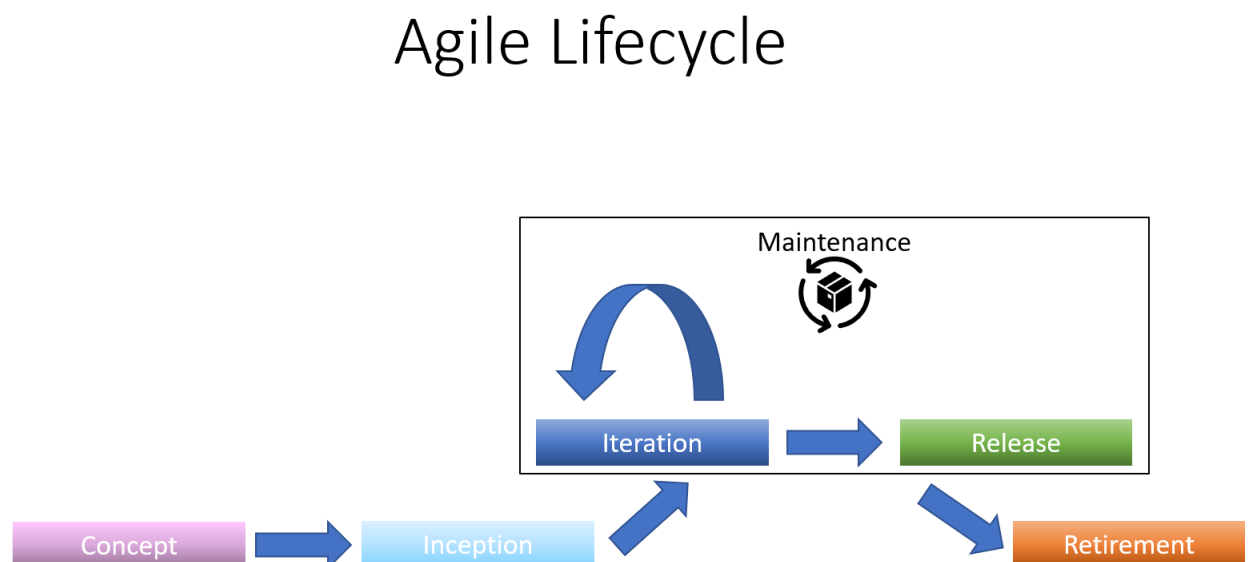 Agile Lifecycle
Maintenance
Iteration
Release
Concept
Inception
Retirement